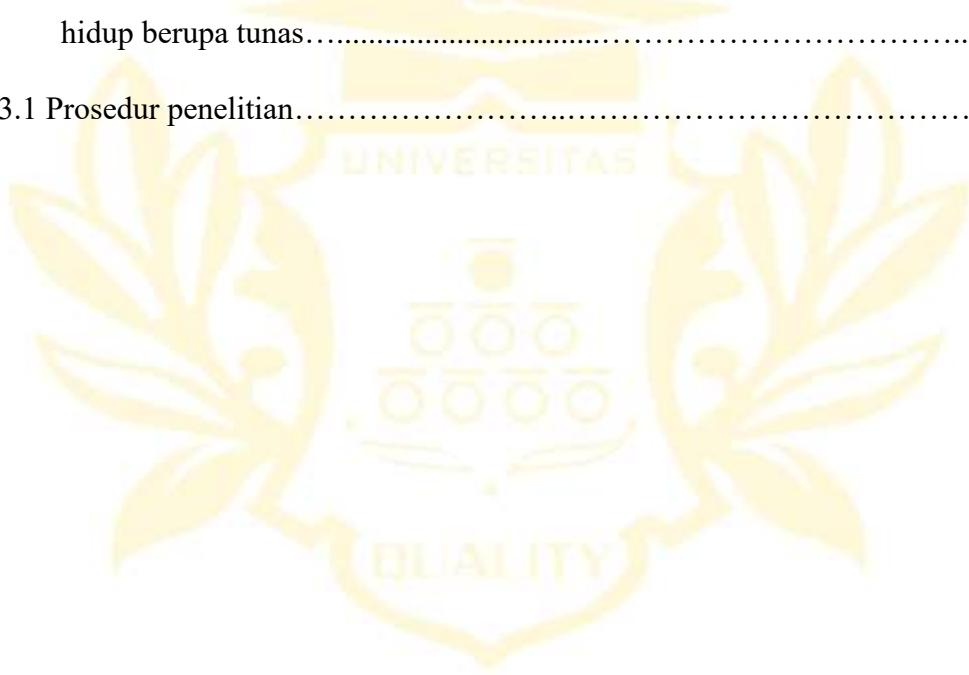 hidup berupa tunas….................................………………………………..
3.1 Prosedur penelitian……………………..…………………………………
UNIVERSITAS
QUALITY